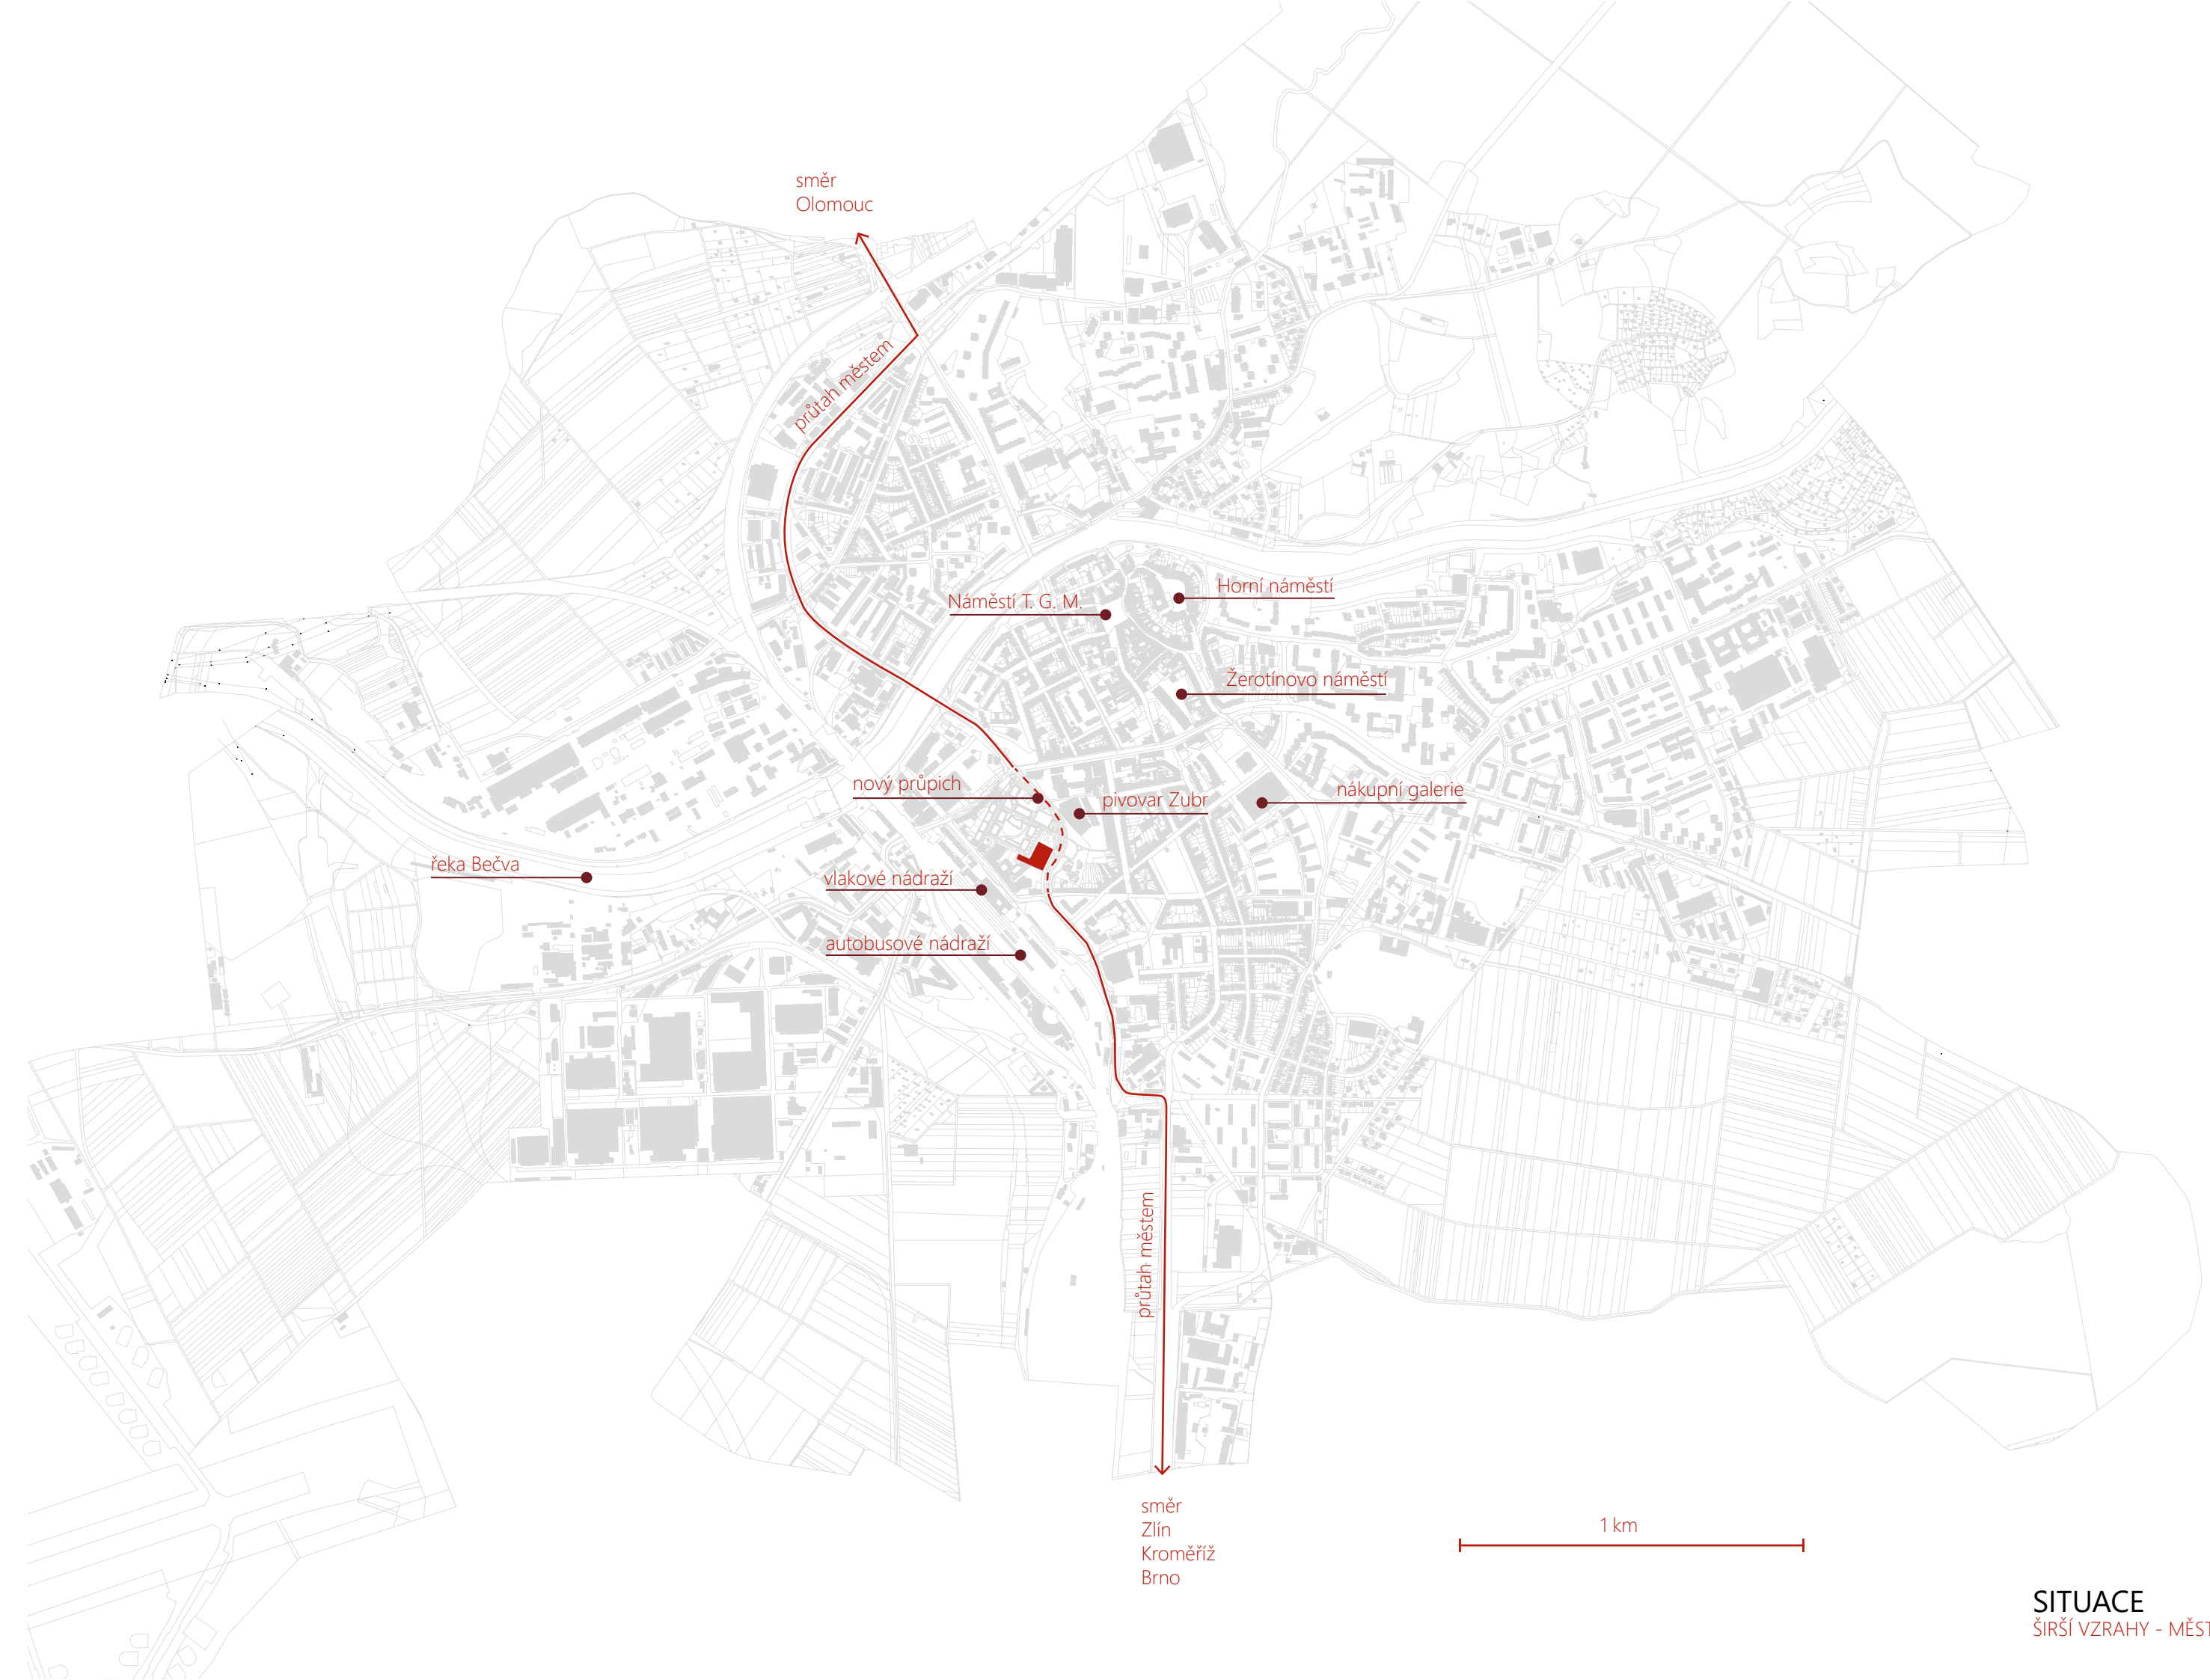 směr
Olomouc
průtah městem
Horní náměstí
Náměstí T. G. M.
Žerotínovo náměstí
nový průpich
pivovar Zubr
nákupní galerie
řeka Bečva
vlakové nádraží
autobusové nádraží
průtah městem
směr
Zlín
Kroměříž
Brno
1 km
SITUACE
ŠIRŠÍ VZRAHY - MĚST